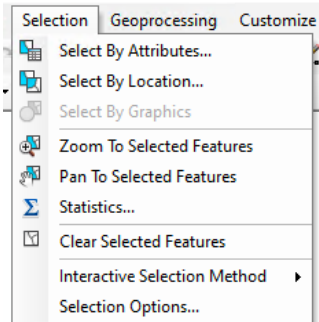 Selection Geoprocessing Customize
Select By Attributes...
Select By Location...
Select By Graphics
Zoom To Selected Features
Pan To Selected Features
Statistics...
Clear Selected Features
Interactive Selection Method
Selection Options...